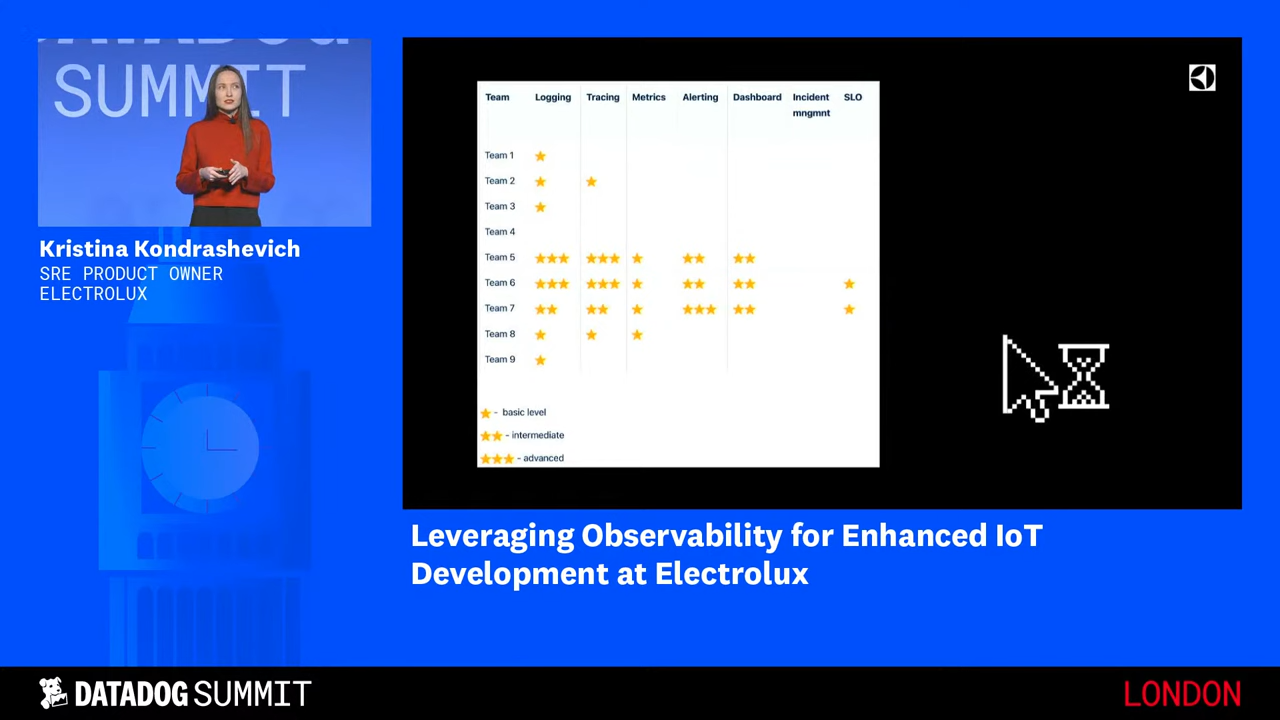 DATADOG
SUMMIT
Kristina Kondrashevich
SRE PRODUCT OWNER
ELECTROLUX
Team Logging Tracing Metrics Alerting Dashboard Incident mngmnt SLO
Team 1 ★
Team 2 ★ ★
Team 3 ★
Team 4
Team 5 ★★★ ★★★ ★ ★★ ★★
Team 6 ★★★ ★★★ ★ ★★ ★★ ★
Team 7 ★★ ★★ ★ ★★★ ★★ ★
Team 8 ★ ★ ★
Team 9 ★
★ - basic level
★★ - intermediate
★★★ - advanced
Leveraging Observability for Enhanced IoT
Development at Electrolux
DATADOG SUMMIT
LONDON